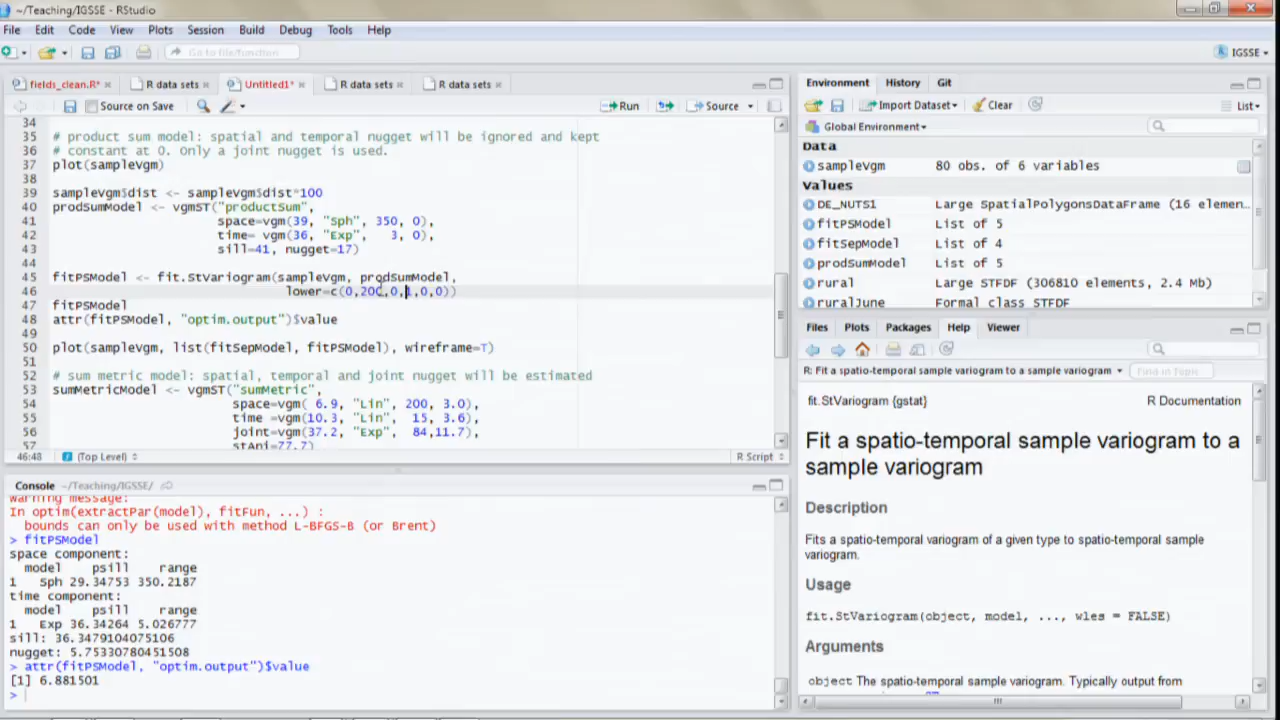 ~/Teaching/IGSSE - RStudio
File Edit Code View Plots Session Build Debug Tools Help
Go to file/function
IGSSE
fields_clean.R* × R data sets × Untitled1* × R data sets × R data sets ×
Source on Save Run Source
34
35 # product sum model: spatial and temporal nugget will be ignored and kept
36 # constant at 0. Only a joint nugget is used.
37 plot(sampleVgm)
38
39 sampleVgm$dist <- sampleVgm$dist*100
40 prodSumModel <- vgmST("productSum",
41 space=vgm(39, "Sph", 350, 0),
42 time= vgm(36, "Exp", 3, 0),
43 sill=41, nugget=17)
44
45 fitPSModel <- fit.StVariogram(sampleVgm, prodSumModel,
46 lower=c(0,200,0,1,0,0))
47 fitPSModel
48 attr(fitPSModel, "optim.output")$value
49
50 plot(sampleVgm, list(fitSepModel, fitPSModel), wireframe=T)
51
52 # sum metric model: spatial, temporal and joint nugget will be estimated
53 sumMetricModel <- vgmST("sumMetric",
54 space=vgm( 6.9, "Lin", 200, 3.0),
55 time =vgm(10.3, "Lin", 15, 3.6),
56 joint=vgm(37.2, "Exp", 84,11.7),
57 stAni=77.7)
46:48 (Top Level) R Script
Console ~/Teaching/IGSSE/
Warning message:
In optim(extractPar(model), fitFun, ...) :
bounds can only be used with method L-BFGS-B (or Brent)
> fitPSModel
space component:
model psill range
1 Sph 29.34753 350.2187
time component:
model psill range
1 Exp 36.34264 5.026777
sill: 36.3479104075106
nugget: 5.75330780451508
> attr(fitPSModel, "optim.output")$value
[1] 6.881501
>
Environment History Git
Import Dataset Clear List
Global Environment
Data
sampleVgm 80 obs. of 6 variables
Values
DE_NUTS1 Large SpatialPolygonsDataFrame (16 elemen…
fitPSModel List of 5
fitSepModel List of 4
prodSumModel List of 5
rural Large STFDF (306810 elements, 2.4 Mb)
ruralJune Formal class STFDF
Files Plots Packages Help Viewer
R: Fit a spatio-temporal sample variogram to a sample variogram Find in Topic
fit.StVariogram {gstat} R Documentation
Fit a spatio-temporal sample variogram to a
sample variogram
Description
Fits a spatio-temporal variogram of a given type to spatio-temporal sample
variogram.
Usage
fit.StVariogram(object, model, ..., wles = FALSE)
Arguments
object The spatio-temporal sample variogram. Typically output from